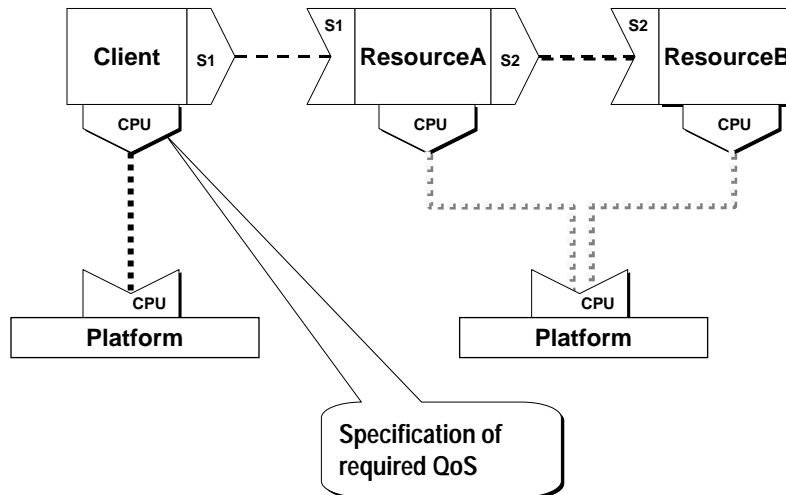 Client
S1
S1
ResourceA
S2
S2
ResourceB
CPU
CPU
CPU
CPU
CPU
Platform
Platform
Specification of
required QoS